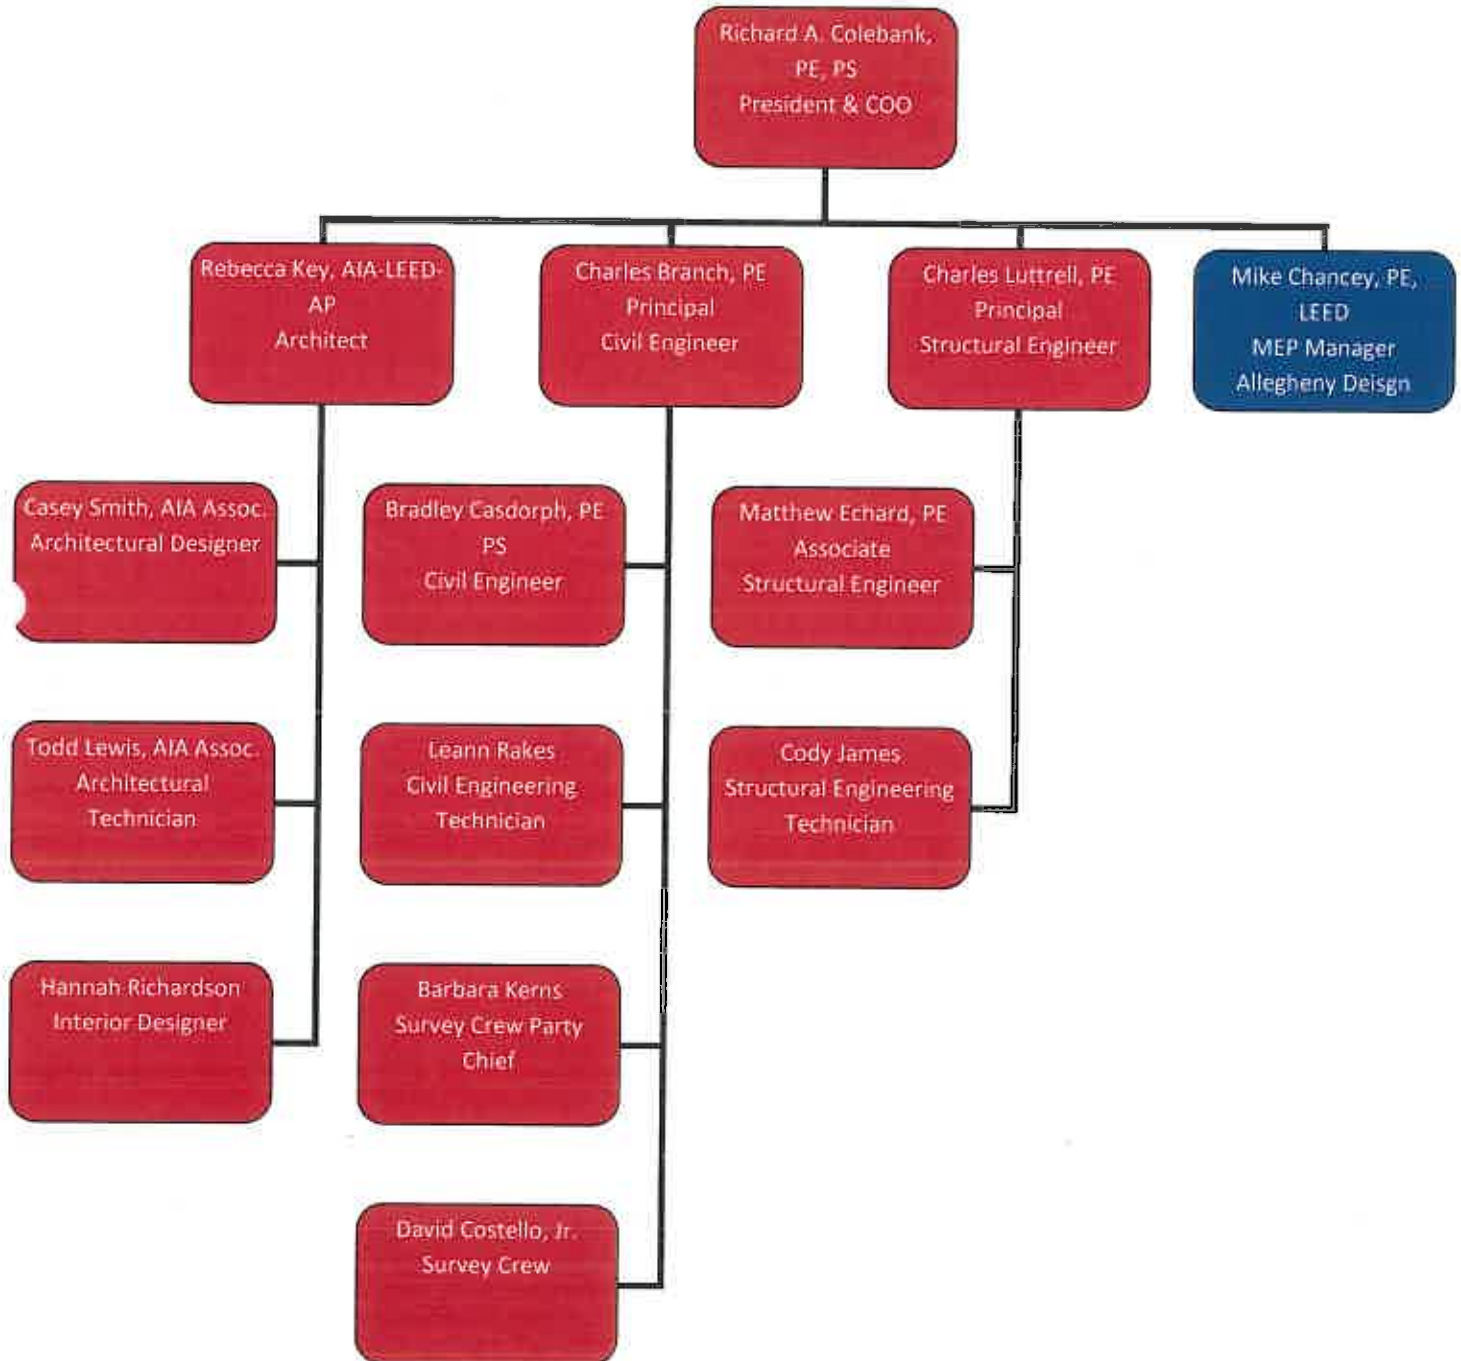 Richard A. Colebank,
PE, PS
President & COO
Rebecca Key, AIA-LEED-
AP
Architect
Charles Branch, PE
Principal
Civil Engineer
Charles Luttrell, PE
Principal
Structural Engineer
Mike Chancey, PE,
LEED
MEP Manager
Allegheny Deisgn
Casey Smith, AIA Assoc.
Architectural Designer
Bradley Casdorph, PE
PS
Civil Engineer
Matthew Echard, PE
Associate
Structural Engineer
Todd Lewis, AIA Assoc.
Architectural
Technician
Leann Rakes
Civil Engineering
Technician
Cody James
Structural Engineering
Technician
Hannah Richardson
Interior Designer
Barbara Kerns
Survey Crew Party
Chief
David Costello, Jr.
Survey Crew